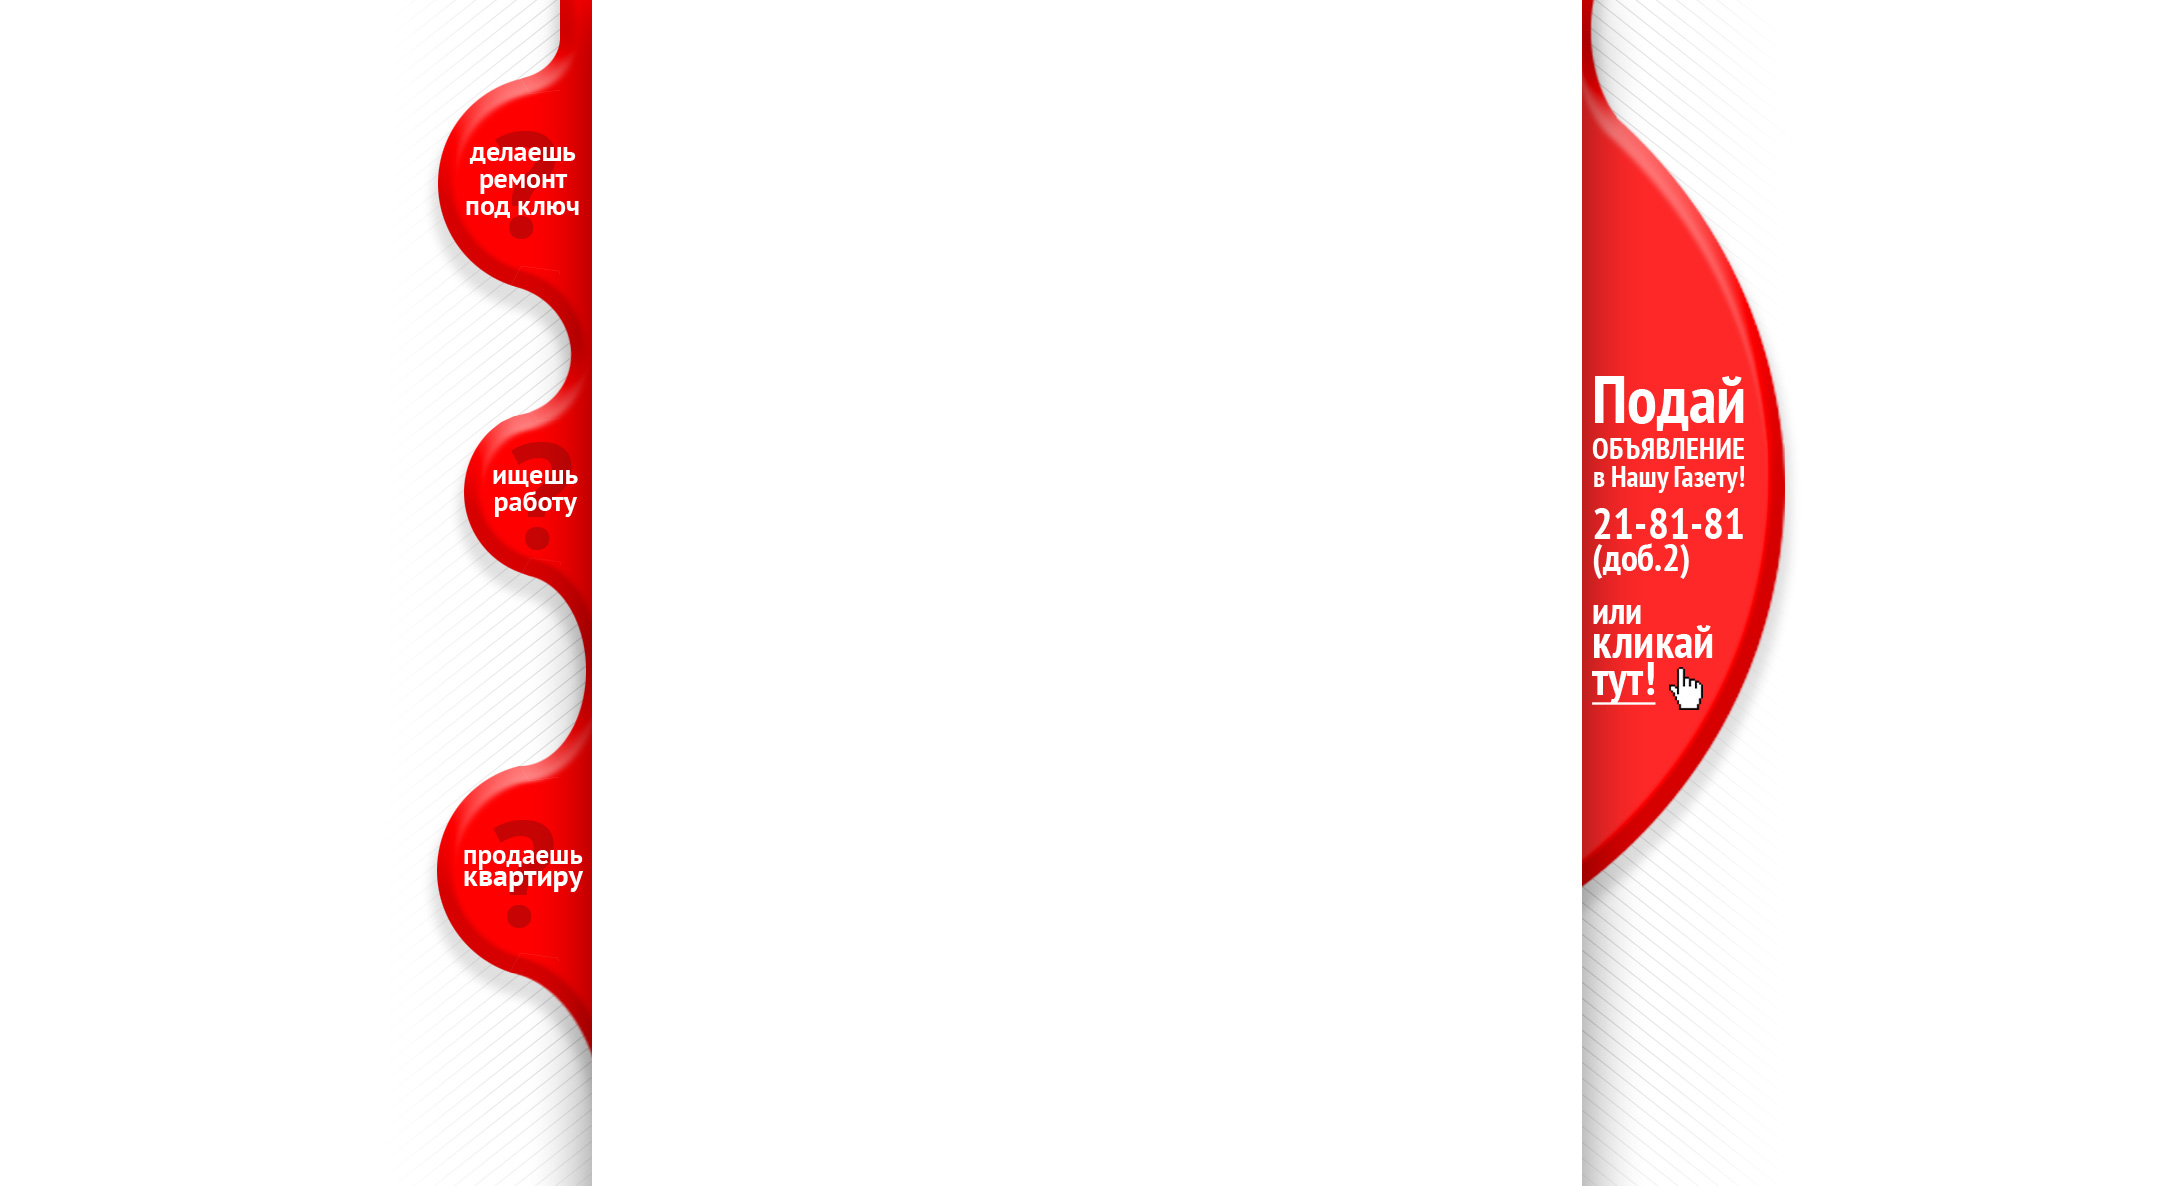 делаешь
ремонт
под ключ
?
ищешь
работу
?
продаешь
квартиру
?
Подай
ОБЪЯВЛЕНИЕ
в Нашу Газету!
21-81-81
(доб.2)
или
кликай
тут!